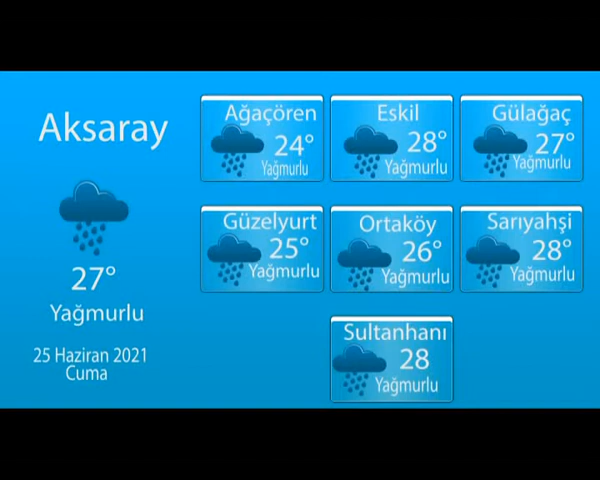 Aksaray
27°
Yağmurlu
25 Haziran 2021
Cuma
Ağaçören
24°
Yağmurlu
Eskil
28°
Yağmurlu
Gülağaç
27°
Yağmurlu
Güzelyurt
25°
Yağmurlu
Ortaköy
26°
Yağmurlu
Sarıyahşi
28°
Yağmurlu
Sultanhanı
28
Yağmurlu